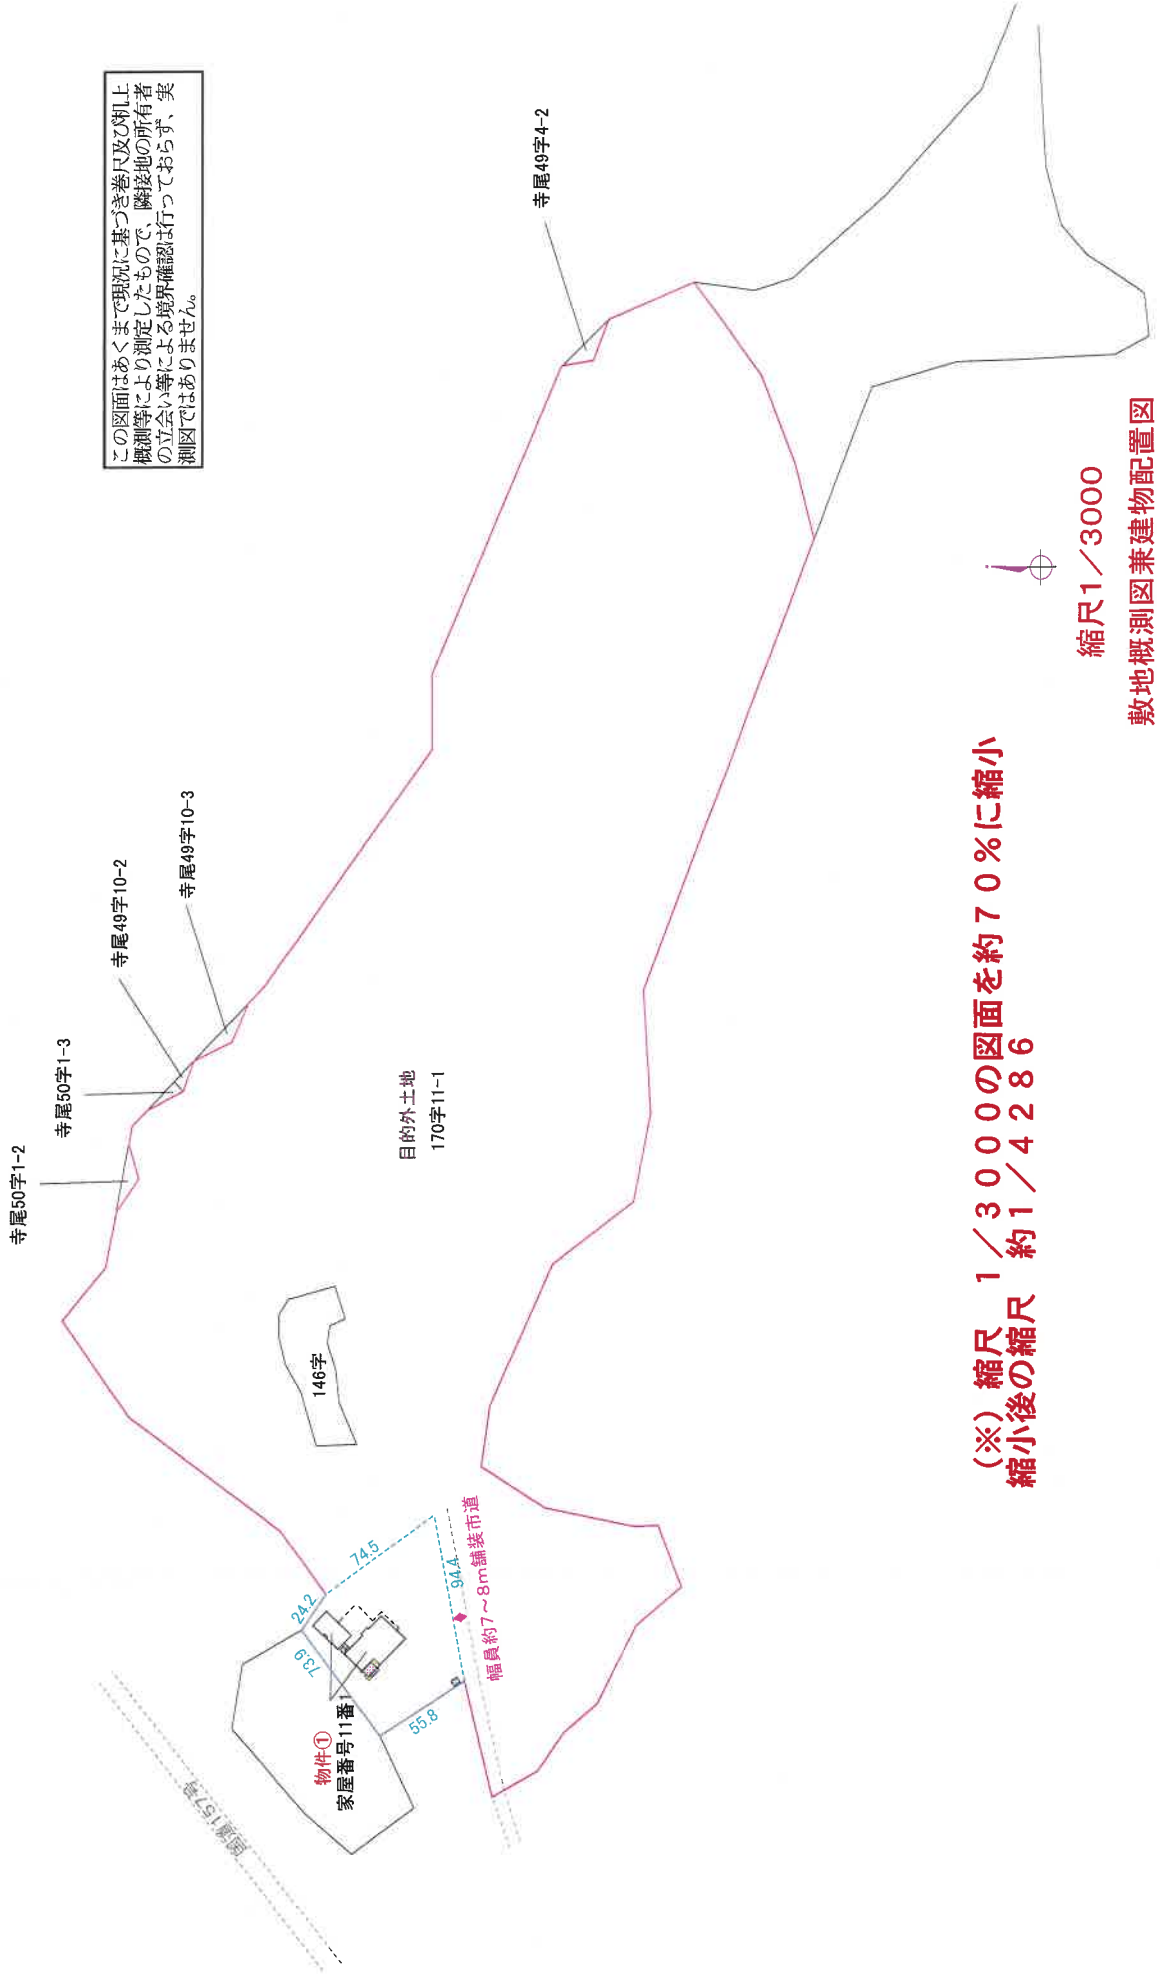 この図面はあくまで現況に基づき巻尺及び机上
概測等により測定したもので、隣接地の所有者
の立会い等による境界確認は行っておらず、実
測図ではありません。
寺尾50字1-2
寺尾50字1-3
寺尾49字10-2
寺尾49字10-3
寺尾49字4-2
目的外土地
170字11-1
146字
国道157号
物件①
家屋番号11番1
24.2
73.9
74.5
94.4
55.8
幅員約7～8m舗装市道
（※）縮尺 1／3000の図面を約70％に縮小
縮小後の縮尺 約1／4286
縮尺1／3000
敷地概測図兼建物配置図